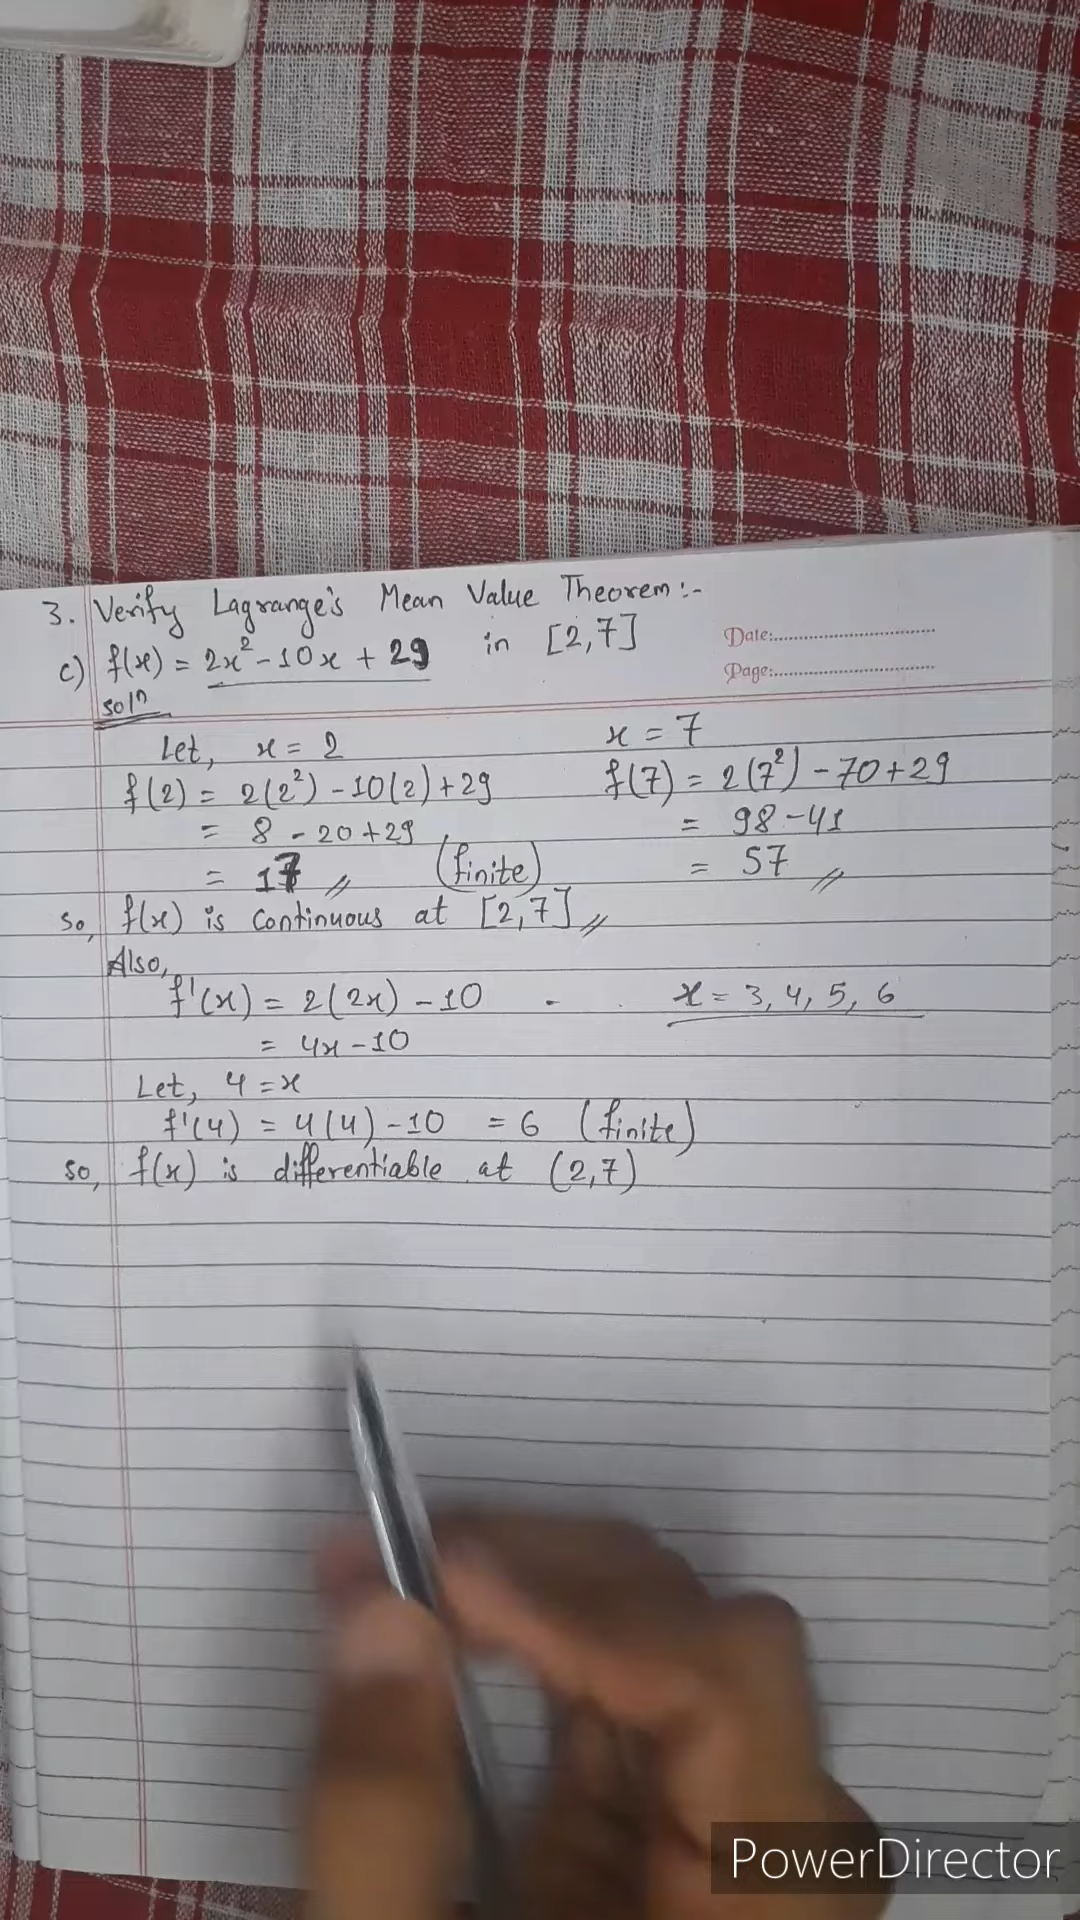 3. Verify Lagrange's Mean Value Theorem:-
c) f(x) = 2x² - 10x + 29 in [2,7]
Date:
Page:
solⁿ
Let, x = 2 x = 7
f(2) = 2(2²) - 10(2) + 29 f(7) = 2(7²) - 70 + 29
= 8 - 20 + 29 = 98 - 41
= 17 (finite) = 57
so, f(x) is continuous at [2,7]
Also,
f'(x) = 2(2x) - 10 x = 3, 4, 5, 6
= 4x - 10
Let, 4 = x
f'(4) = 4(4) - 10 = 6 (finite)
so, f(x) is differentiable at (2,7)
PowerDirector